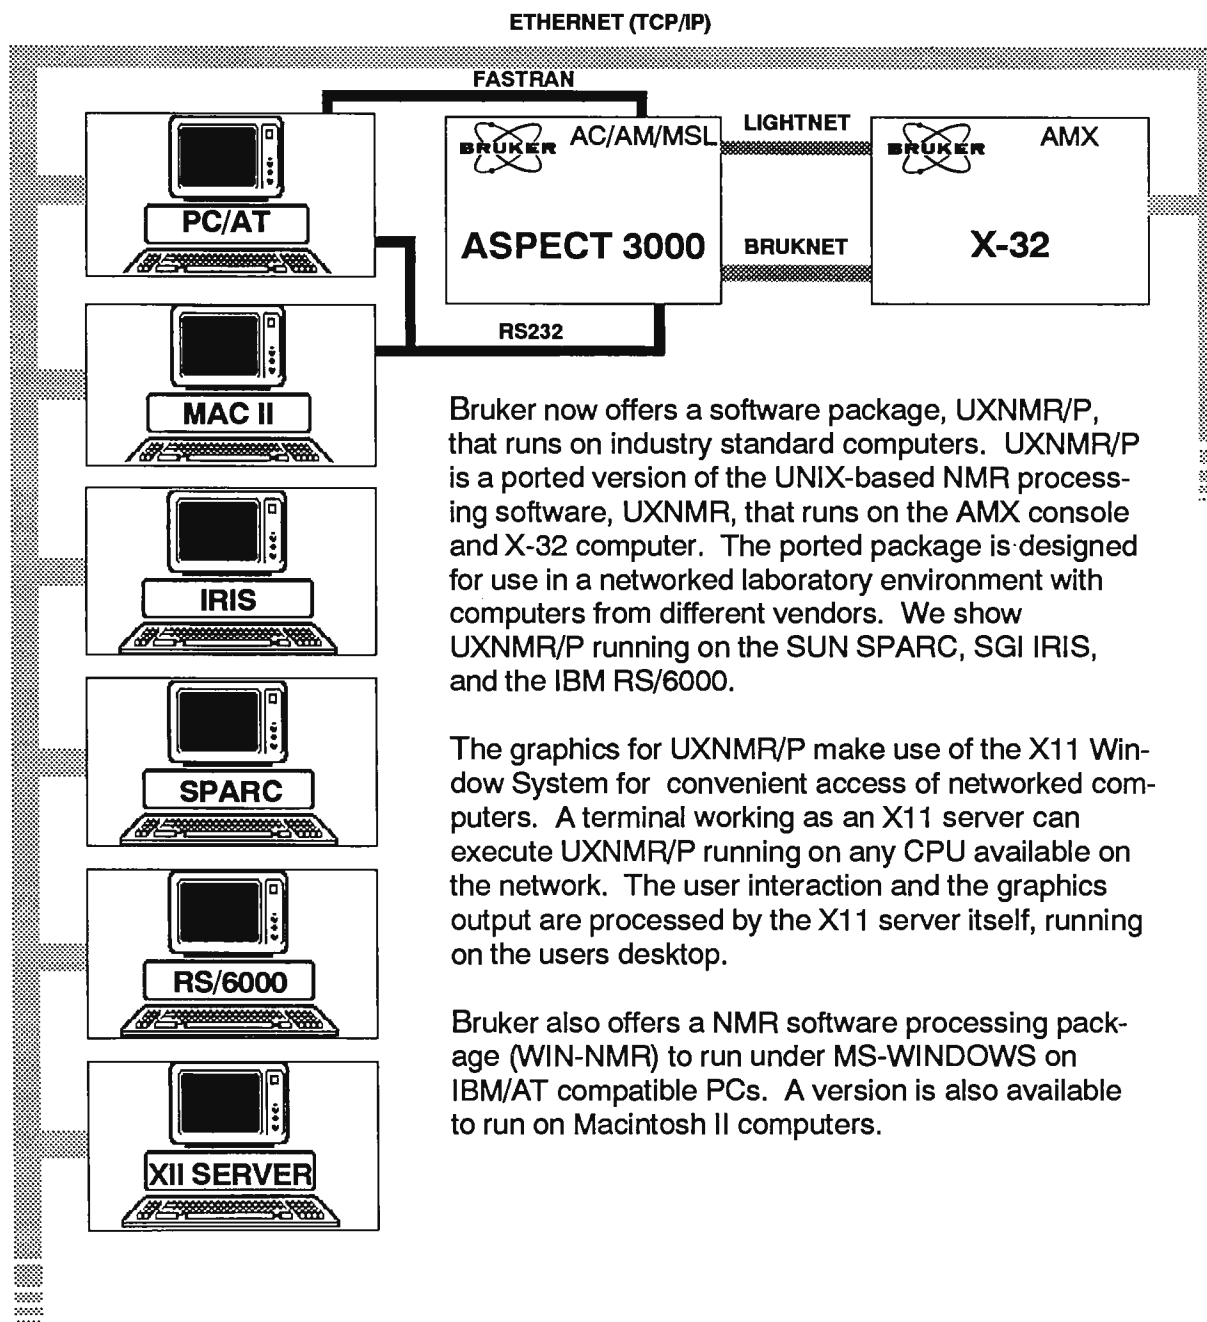 ETHERNET (TCP/IP)
FASTRAN
BRUKER
AC/AM/MSL
LIGHTNET
BRUKER
AMX
PC/AT
ASPECT 3000
BRUKNET
X-32
RS232
MAC II
IRIS
SPARC
RS/6000
XII SERVER
Bruker now offers a software package, UXNMR/P,
that runs on industry standard computers. UXNMR/P
is a ported version of the UNIX-based NMR process-
ing software, UXNMR, that runs on the AMX console
and X-32 computer. The ported package is designed
for use in a networked laboratory environment with
computers from different vendors. We show
UXNMR/P running on the SUN SPARC, SGI IRIS,
and the IBM RS/6000.
The graphics for UXNMR/P make use of the X11 Win-
dow System for convenient access of networked com-
puters. A terminal working as an X11 server can
execute UXNMR/P running on any CPU available on
the network. The user interaction and the graphics
output are processed by the X11 server itself, running
on the users desktop.
Bruker also offers a NMR software processing pack-
age (WIN-NMR) to run under MS-WINDOWS on
IBM/AT compatible PCs. A version is also available
to run on Macintosh II computers.